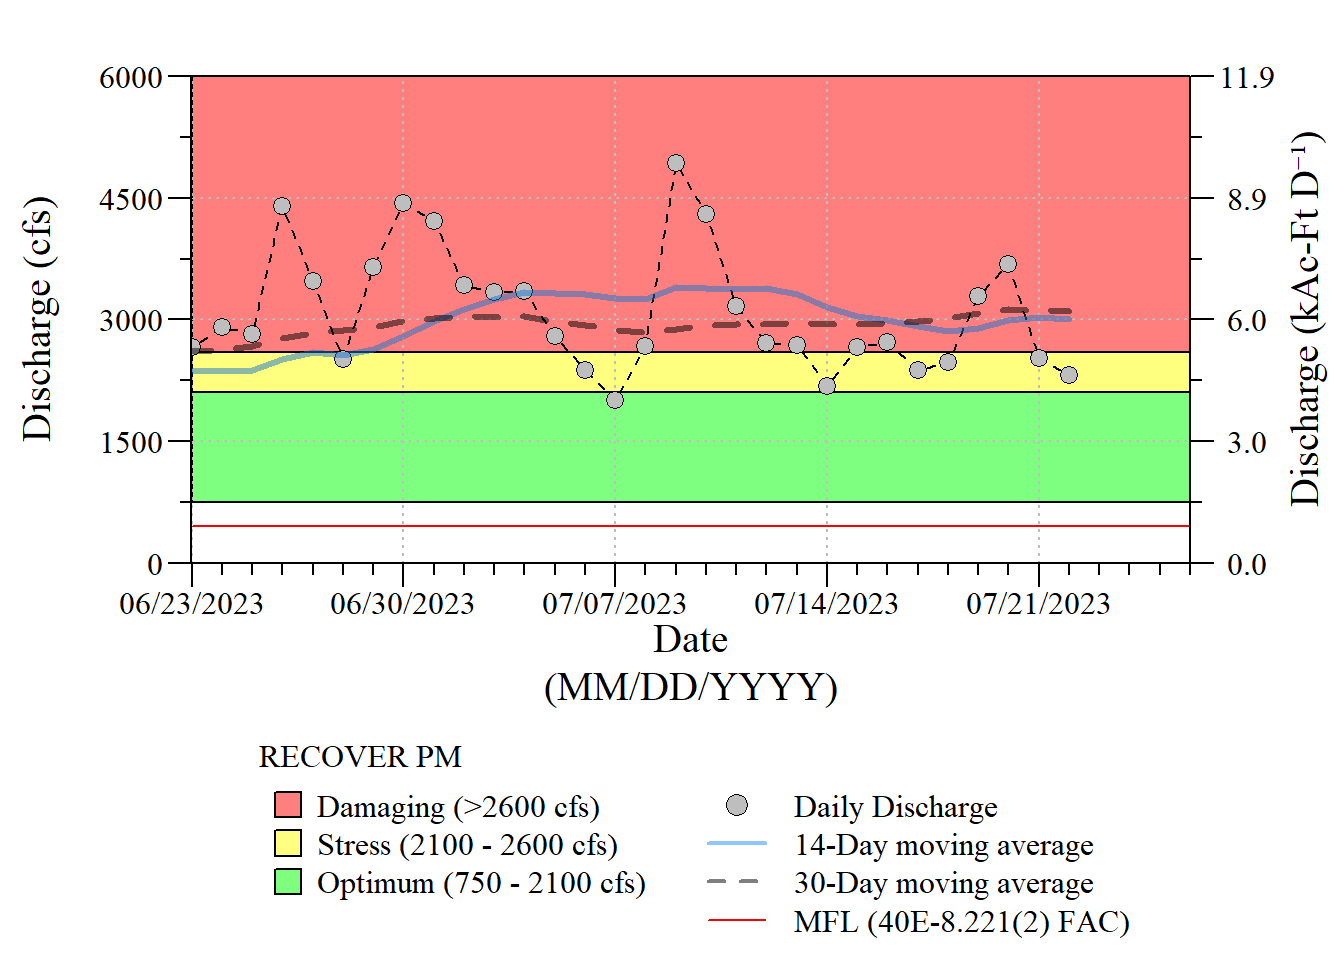 6000
4500
3000
1500
0
Discharge (cfs)
11.9
8.9
6.0
3.0
0.0
Discharge (kAc-Ft D⁻¹)
06/23/2023 06/30/2023 07/07/2023 07/14/2023 07/21/2023
Date
(MM/DD/YYYY)
RECOVER PM
Damaging (>2600 cfs)
Stress (2100 - 2600 cfs)
Optimum (750 - 2100 cfs)
Daily Discharge
14-Day moving average
30-Day moving average
MFL (40E-8.221(2) FAC)